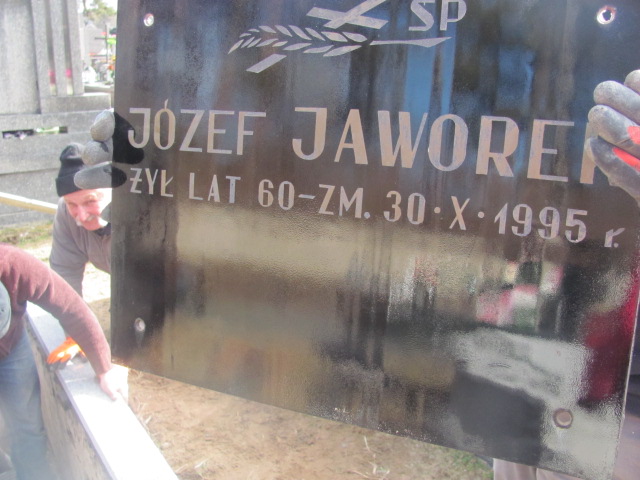 ŚP
JÓZEF JAWOREK
ŻYŁ LAT 60-ZM. 30·X·1995 r.